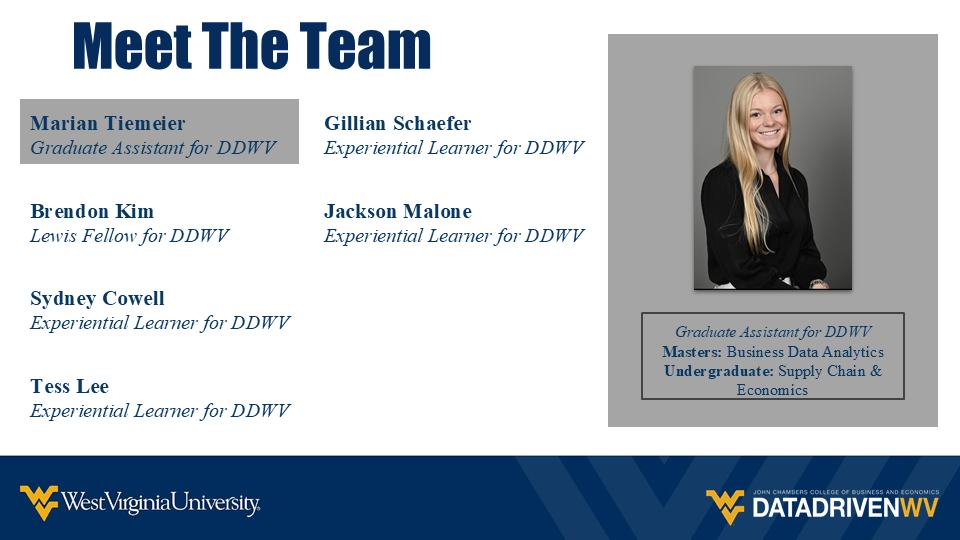 Meet The Team
Marian Tiemeier
Graduate Assistant for DDWV
Brendon Kim
Lewis Fellow for DDWV
Sydney Cowell
Experiential Learner for DDWV
Tess Lee
Experiential Learner for DDWV
Gillian Schaefer
Experiential Learner for DDWV
Jackson Malone
Experiential Learner for DDWV
Graduate Assistant for DDWV
Masters: Business Data Analytics
Undergraduate: Supply Chain &
Economics
WestVirginiaUniversity®
JOHN CHAMBERS COLLEGE OF BUSINESS AND ECONOMICS
DATADRIVENWV